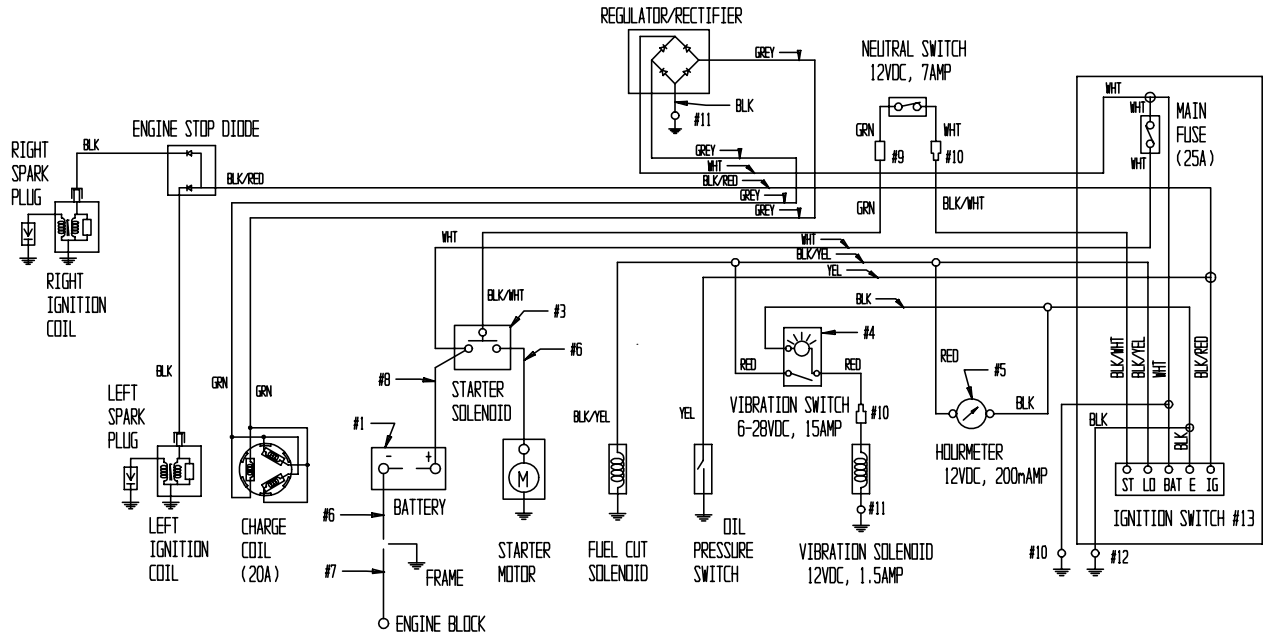 REGULATOR/RECTIFIER
GREY
BLK
#11
NEUTRAL SWITCH
12VDC, 7AMP
GRN
WHT
#9
#10
WHT
WHT
MAIN
FUSE
(25A)
WHT
ENGINE STOP DIODE
BLK
RIGHT
SPARK
PLUG
BLK/RED
GREY
WHT
BLK/RED
GREY
GREY
GRN
BLK/WHT
RIGHT
IGNITION
COIL
WHT
WHT
BLK/YEL
YEL
BLK
BLK/WHT
#3
#6
#4
#8
STARTER
SOLENOID
RED
RED
VIBRATION SWITCH
6-28VDC, 15AMP
#10
RED
#5
BLK
HOURMETER
12VDC, 200mAMP
BLK/WHT
BLK/YEL
WHT
BLK/RED
BLK
BLK
BLK
GRN
GRN
LEFT
SPARK
PLUG
#1
- +
BATTERY
M
BLK/YEL
YEL
#11
ST LO BAT E IG
IGNITION SWITCH #13
#10
#12
LEFT
IGNITION
COIL
CHARGE
COIL
(20A)
#6
#7
FRAME
ENGINE BLOCK
STARTER
MOTOR
FUEL CUT
SOLENOID
OIL
PRESSURE
SWITCH
VIBRATION SOLENOID
12VDC, 1.5AMP